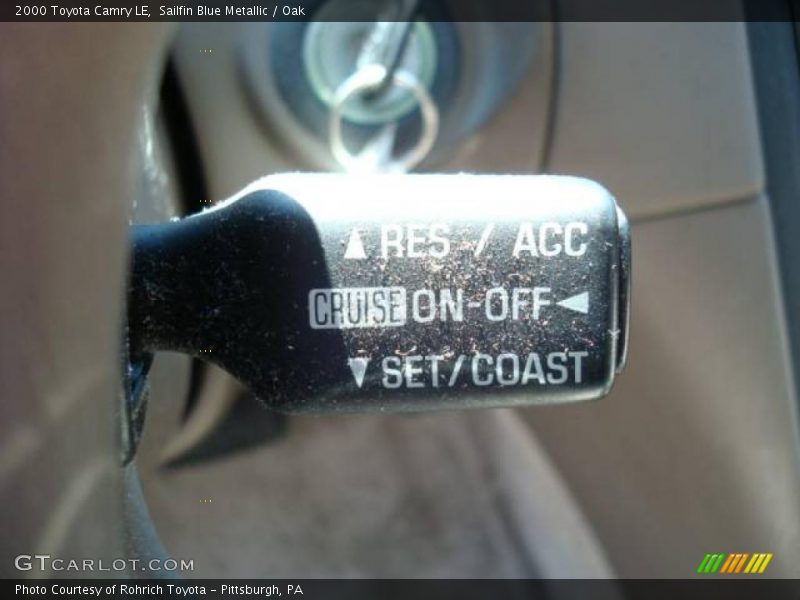 2000 Toyota Camry LE, Sailfin Blue Metallic / Oak
▲ RES / ACC
CRUISE ON-OFF ◀
▼ SET/COAST
GTCARLOT.COM
Photo Courtesy of Rohrich Toyota - Pittsburgh, PA